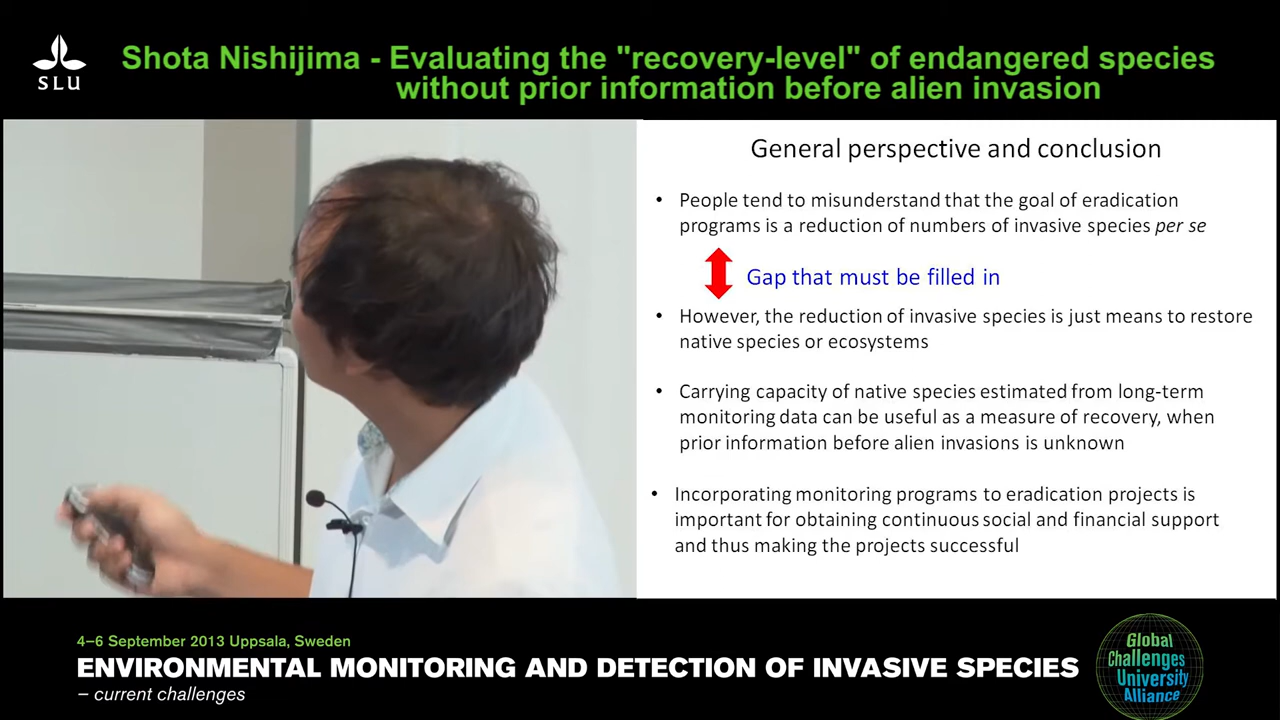 SLU
Shota Nishijima - Evaluating the "recovery-level" of endangered species
without prior information before alien invasion
General perspective and conclusion
• People tend to misunderstand that the goal of eradication
programs is a reduction of numbers of invasive species per se
Gap that must be filled in
• However, the reduction of invasive species is just means to restore
native species or ecosystems
• Carrying capacity of native species estimated from long-term
monitoring data can be useful as a measure of recovery, when
prior information before alien invasions is unknown
• Incorporating monitoring programs to eradication projects is
important for obtaining continuous social and financial support
and thus making the projects successful
4–6 September 2013 Uppsala, Sweden
ENVIRONMENTAL MONITORING AND DETECTION OF INVASIVE SPECIES
– current challenges
Global
Challenges
University
Alliance